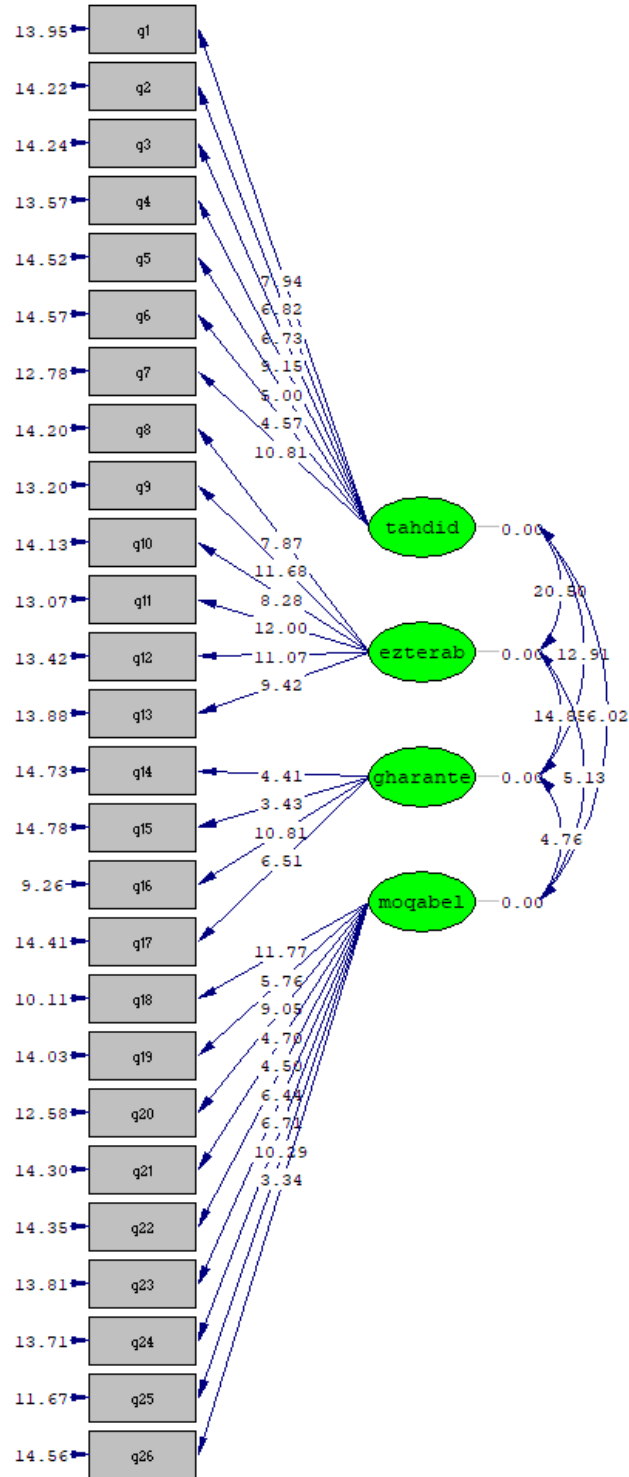 13.95 q1
14.22 q2
14.24 q3
13.57 q4
14.52 q5
14.57 q6
12.78 q7
14.20 q8
13.20 q9
14.13 q10
13.07 q11
13.42 q12
13.88 q13
14.73 q14
14.78 q15
9.26 q16
14.41 q17
10.11 q18
14.03 q19
12.58 q20
14.30 q21
14.35 q22
13.81 q23
13.71 q24
11.67 q25
14.56 q26
7.94
6.82
6.73
9.15
5.00
4.57
10.81
7.87
11.68
8.28
12.00
11.07
9.42
4.41
3.43
10.81
6.51
11.77
5.76
9.05
4.70
4.50
6.44
6.71
10.29
3.34
tahdid 0.00
ezterab 0.00
gharante 0.00
moqabel 0.00
20.50
12.91
14.85
6.02
5.13
4.76